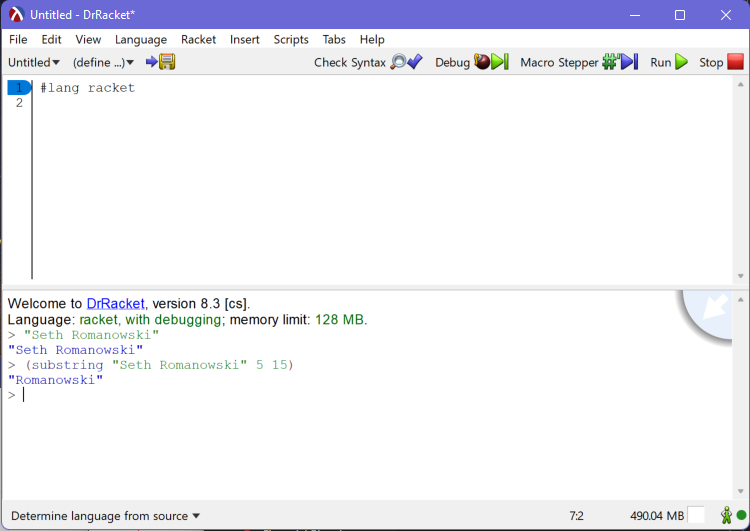 Untitled - DrRacket*
File Edit View Language Racket Insert Scripts Tabs Help
Untitled▼ (define ...)▼ Check Syntax Debug Macro Stepper #' Run Stop
1 #lang racket
2
Welcome to DrRacket, version 8.3 [cs].
Language: racket, with debugging; memory limit: 128 MB.
> "Seth Romanowski"
"Seth Romanowski"
> (substring "Seth Romanowski" 5 15)
"Romanowski"
>
Determine language from source▼ 7:2 490.04 MB